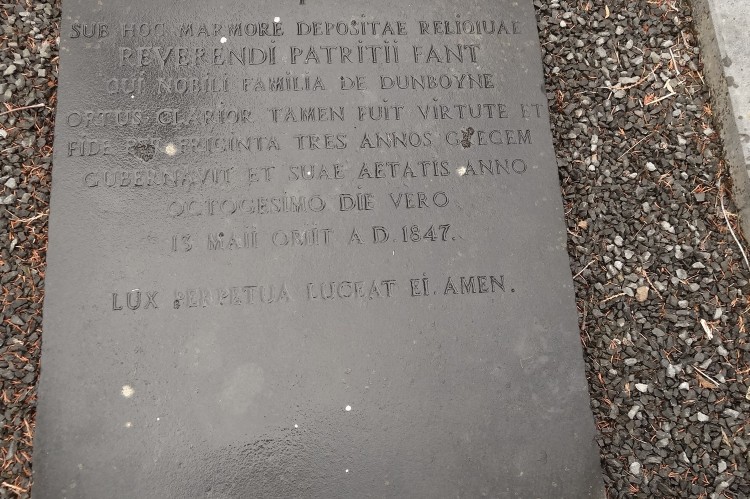 SUB HOC MARMORE DEPOSITAE RELIQIUAE
REVERENDI PATRITII FANT
QUI NOBILI FAMILIA DE DUNBOYNE
ORTUS CLARIOR TAMEN FUIT VIRTUTE ET
FIDE PER TRIGINTA TRES ANNOS GREGEM
GUBERNAVIT ET SUAE AETATIS ANNO
OCTOGESIMO DIE VERO
13 MAII OBIIT A D. 1847.
LUX PERPETUA LUCEAT EI. AMEN.